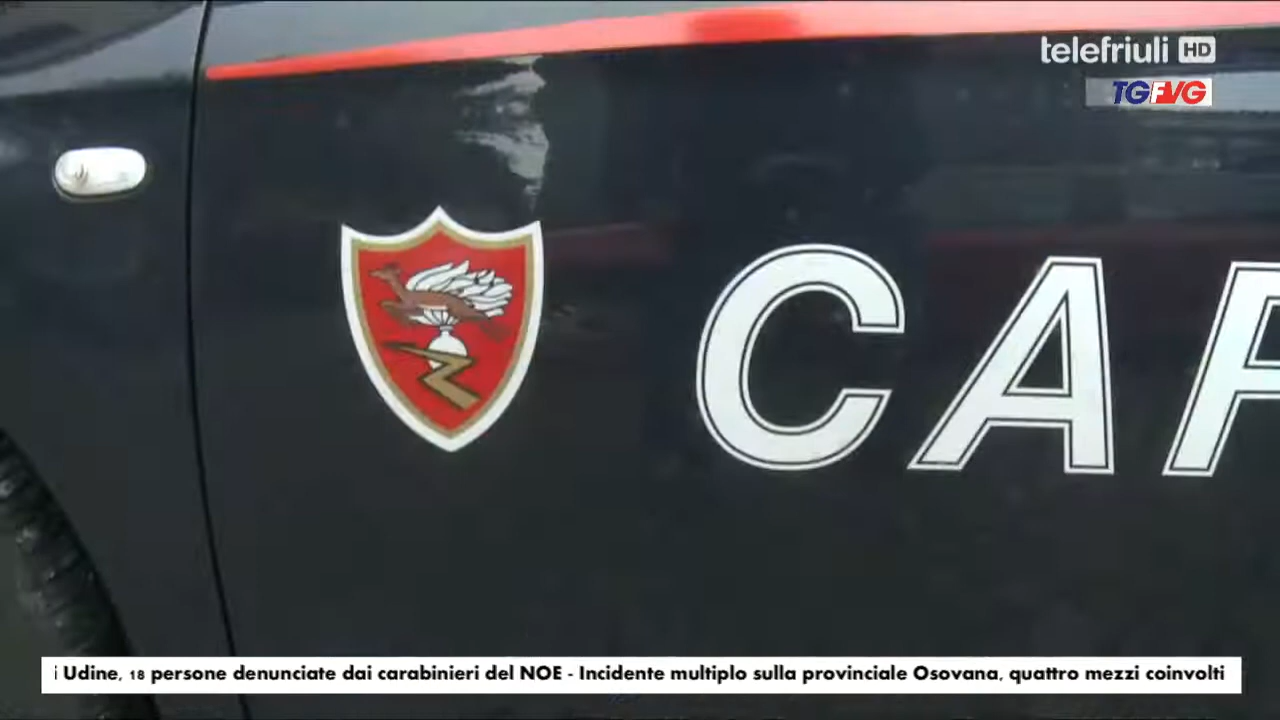 telefriuli HD
TGFVG
CAR
i Udine, 18 persone denunciate dai carabinieri del NOE - Incidente multiplo sulla provinciale Osovana, quattro mezzi coinvolti